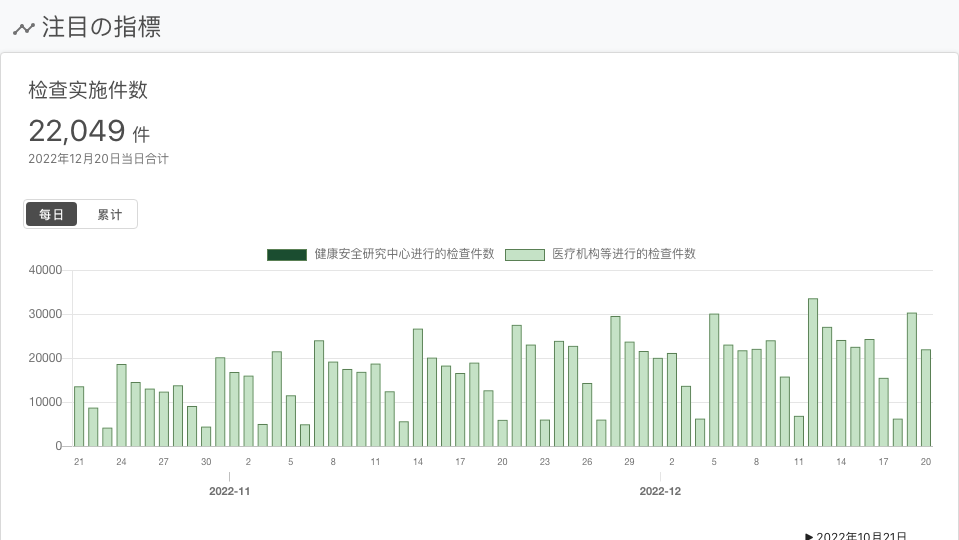 注目の指標
检查实施件数
22,049 件
2022年12月20日当日合计
每日 累计
健康安全研究中心进行的检查件数 医疗机构等进行的检查件数
40000
30000
20000
10000
0
21 24 27 30 2 5 8 11 14 17 20 23 26 29 2 5 8 11 14 17 20
2022-11 2022-12
▶ 2022年10月21日